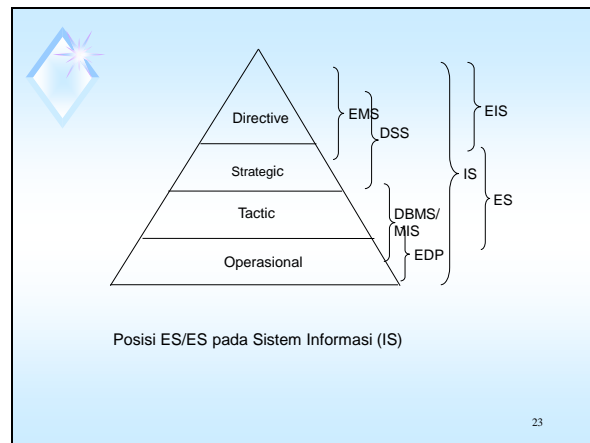 Directive
Strategic
Tactic
Operasional
EMS
DSS
DBMS/
MIS
EDP
IS
EIS
ES
Posisi ES/ES pada Sistem Informasi (IS)
23